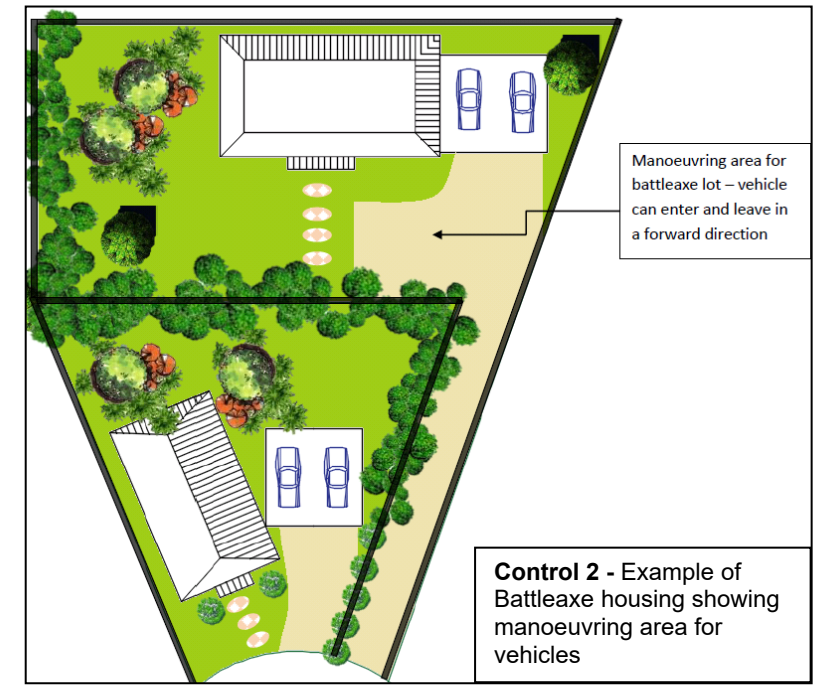 Manoeuvring area for
battleaxe lot – vehicle
can enter and leave in
a forward direction
Control 2 - Example of
Battleaxe housing showing
manoeuvring area for
vehicles